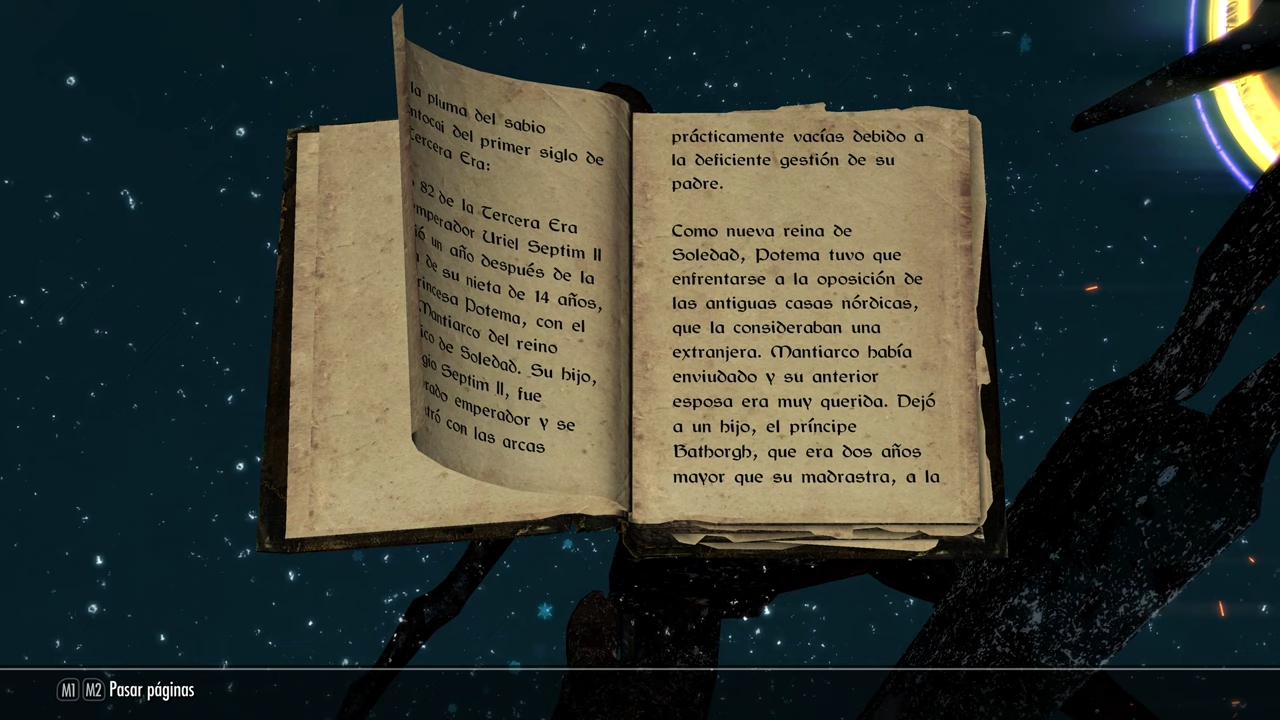 la pluma del sabio
del primer siglo de
Tercera Era:
82 de la Tercera Era
Uriel Septim II
un año después de la
de su nieta de 14 años,
Potema, con el
Mantiarco del reino
de Soledad. Su hijo,
Septim II, fue
emperador y se
con las arcas
prácticamente vacías debido a
la deficiente gestión de su
padre.
Como nueva reina de
Soledad, Potema tuvo que
enfrentarse a la oposición de
las antiguas casas nórdicas,
que la consideraban una
extranjera. Mantiarco había
enviudado y su anterior
esposa era muy querida. Dejó
a un hijo, el príncipe
Bathorgh, que era dos años
mayor que su madrastra, a la
M1 M2 Pasar páginas